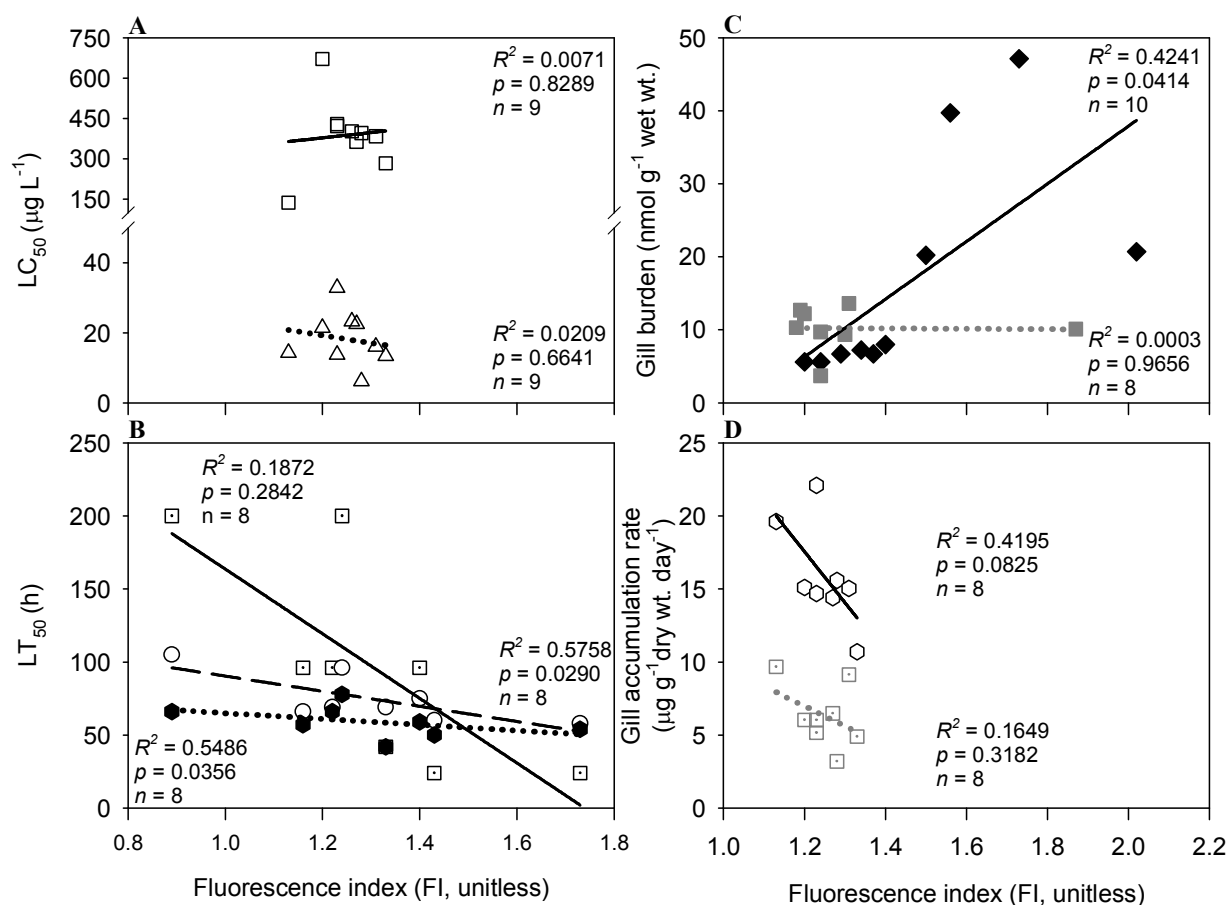 A
750
600
450
300
150
40
20
0
LC50 (µg L−1)
R2 = 0.0071
p = 0.8289
n = 9
R2 = 0.0209
p = 0.6641
n = 9
C
50
40
30
20
10
0
Gill burden (nmol g-1 wet wt.)
R2 = 0.4241
p = 0.0414
n = 10
R2 = 0.0003
p = 0.9656
n = 8
B
250
200
150
100
50
0
LT50 (h)
R2 = 0.1872
p = 0.2842
n = 8
R2 = 0.5758
p = 0.0290
n = 8
R2 = 0.5486
p = 0.0356
n = 8
0.8 1.0 1.2 1.4 1.6 1.8
Fluorescence index (FI, unitless)
D
25
20
15
10
5
0
Gill accumulation rate
(µg g-1 dry wt. day-1)
R2 = 0.4195
p = 0.0825
n = 8
R2 = 0.1649
p = 0.3182
n = 8
1.0 1.2 1.4 1.6 1.8 2.0 2.2
Fluorescence index (FI, unitless)